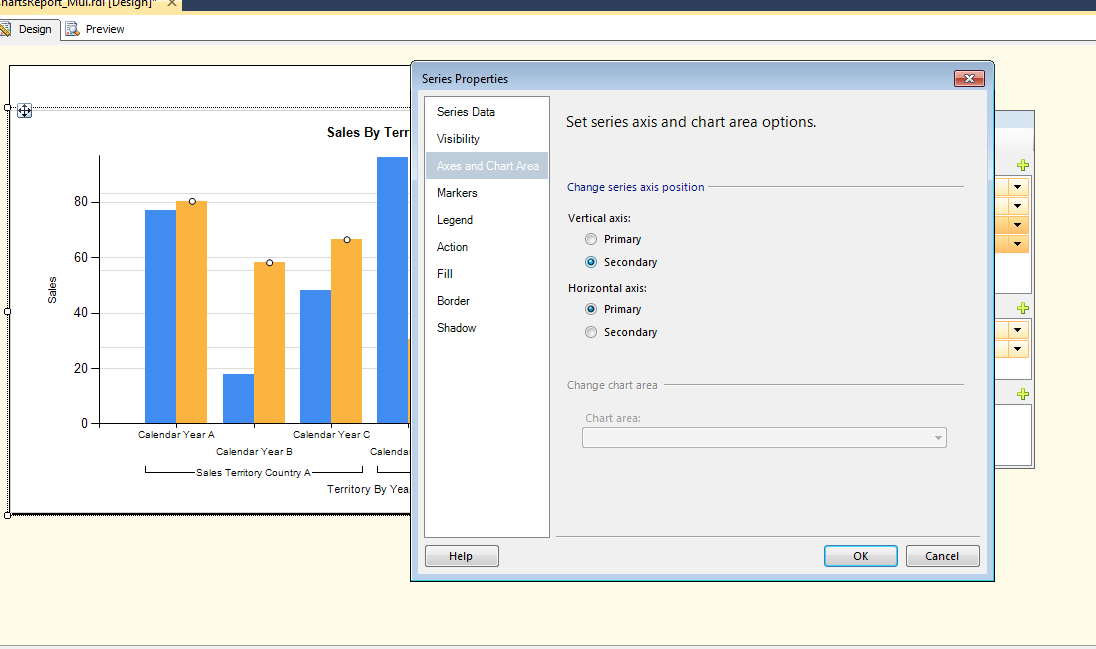 hartsReport_Mul.rdl [Design]* ✕
Design Preview
Series Properties
Series Data
Visibility
Axes and Chart Area
Markers
Legend
Action
Fill
Border
Shadow
Set series axis and chart area options.
Change series axis position
Vertical axis:
Primary
Secondary
Horizontal axis:
Primary
Secondary
Change chart area
Chart area:
Help
OK
Cancel
Sales By Terr
Sales
80
60
40
20
0
Calendar Year A
Calendar Year B
Calendar Year C
Calenda
Sales Territory Country A
Territory By Yea